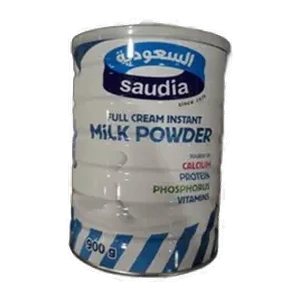 السعودية
saudia
since 1976
FULL CREAM INSTANT
MiLK POWDER
CALCIUM
PROTEIN
PHOSPHORUS
VITAMINS
900 g